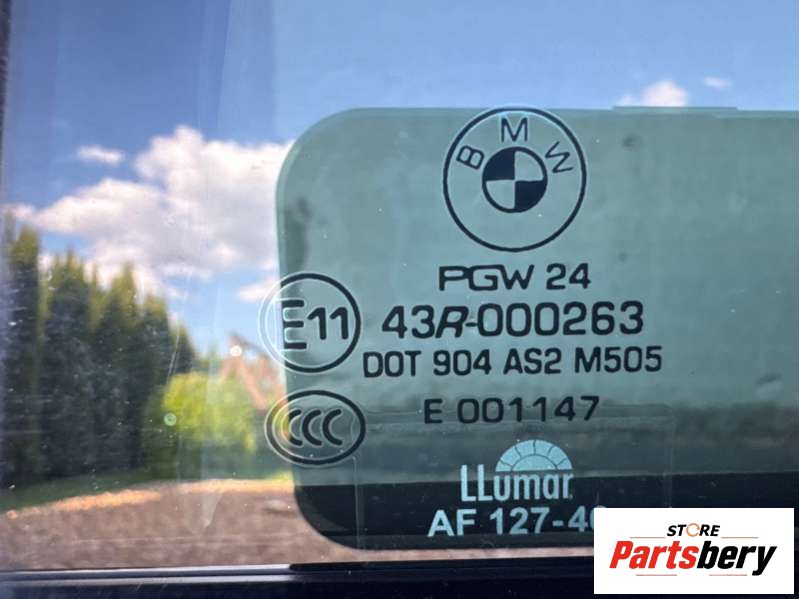 BMW
PGW 24
E11
43R-000263
DOT 904 AS2 M505
CCC
E 001147
LLumar
AF 127-4
STORE
Partsbery